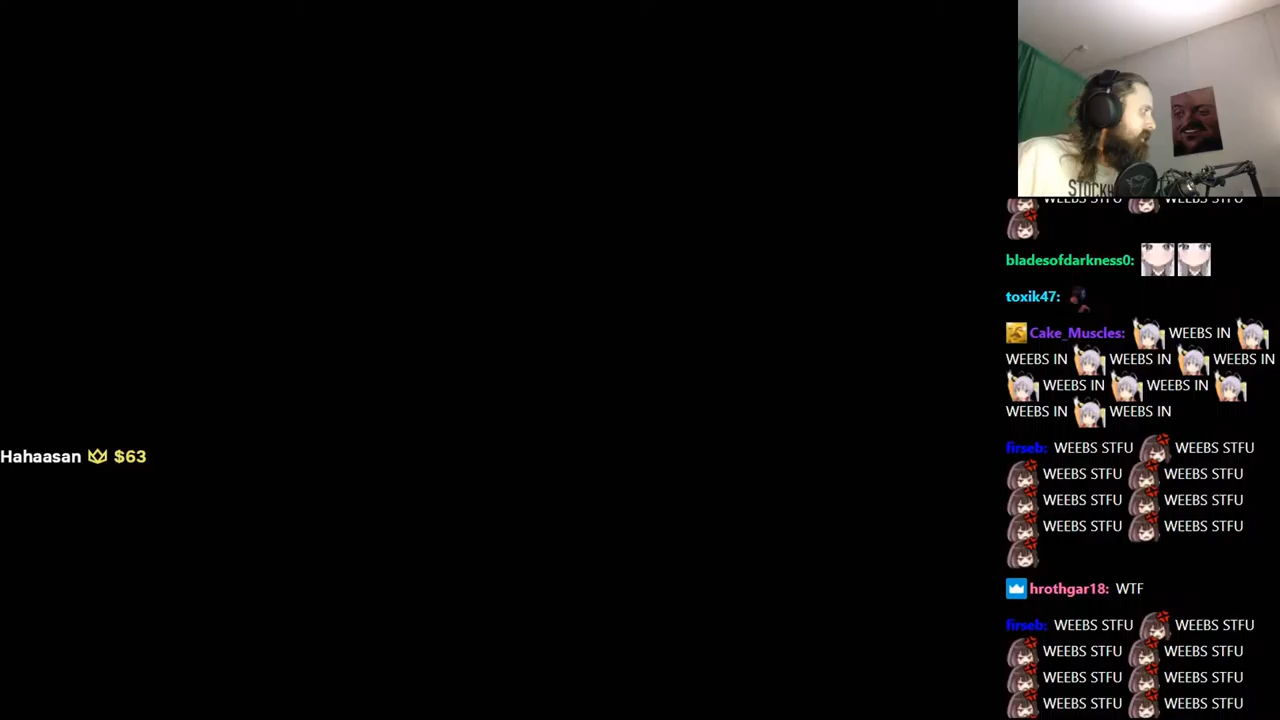 WEEBS STFU WEEBS STFU
bladesofdarkness0:
toxik47:
Cake_Muscles: WEEBS IN
WEEBS IN WEEBS IN WEEBS IN
WEEBS IN WEEBS IN
WEEBS IN WEEBS IN
firseb: WEEBS STFU WEEBS STFU
WEEBS STFU WEEBS STFU
WEEBS STFU WEEBS STFU
WEEBS STFU WEEBS STFU
hrothgar18: WTF
firseb: WEEBS STFU WEEBS STFU
WEEBS STFU WEEBS STFU
WEEBS STFU WEEBS STFU
WEEBS STFU WEEBS STFU
Hahaasan $63